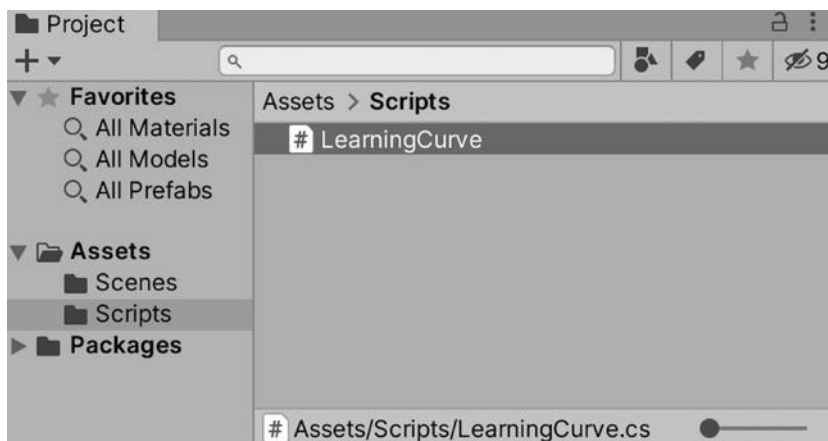 Project
9
Favorites
All Materials
All Models
All Prefabs
Assets
Scenes
Scripts
Packages
Assets > Scripts
# LearningCurve
# Assets/Scripts/LearningCurve.cs